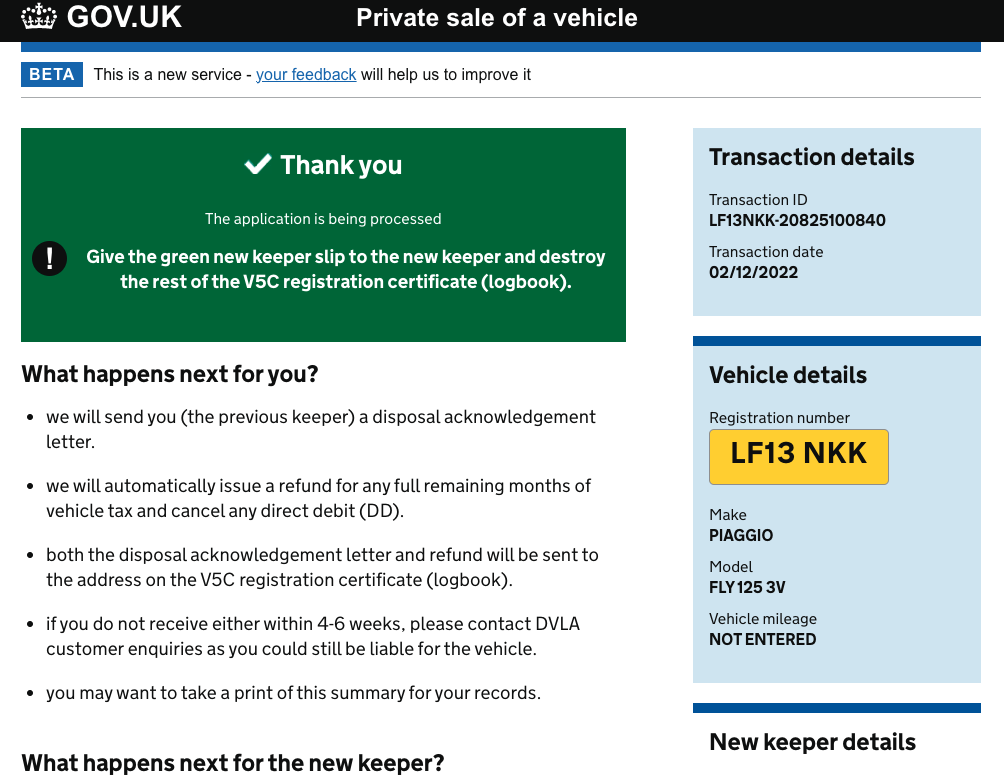 GOV.UK
Private sale of a vehicle
BETA This is a new service - your feedback will help us to improve it
Thank you
The application is being processed
! Give the green new keeper slip to the new keeper and destroy
the rest of the V5C registration certificate (logbook).
What happens next for you?
• we will send you (the previous keeper) a disposal acknowledgement
letter.
• we will automatically issue a refund for any full remaining months of
vehicle tax and cancel any direct debit (DD).
• both the disposal acknowledgement letter and refund will be sent to
the address on the V5C registration certificate (logbook).
• if you do not receive either within 4-6 weeks, please contact DVLA
customer enquiries as you could still be liable for the vehicle.
• you may want to take a print of this summary for your records.
What happens next for the new keeper?
Transaction details
Transaction ID
LF13NKK-20825100840
Transaction date
02/12/2022
Vehicle details
Registration number
LF13 NKK
Make
PIAGGIO
Model
FLY 125 3V
Vehicle mileage
NOT ENTERED
New keeper details